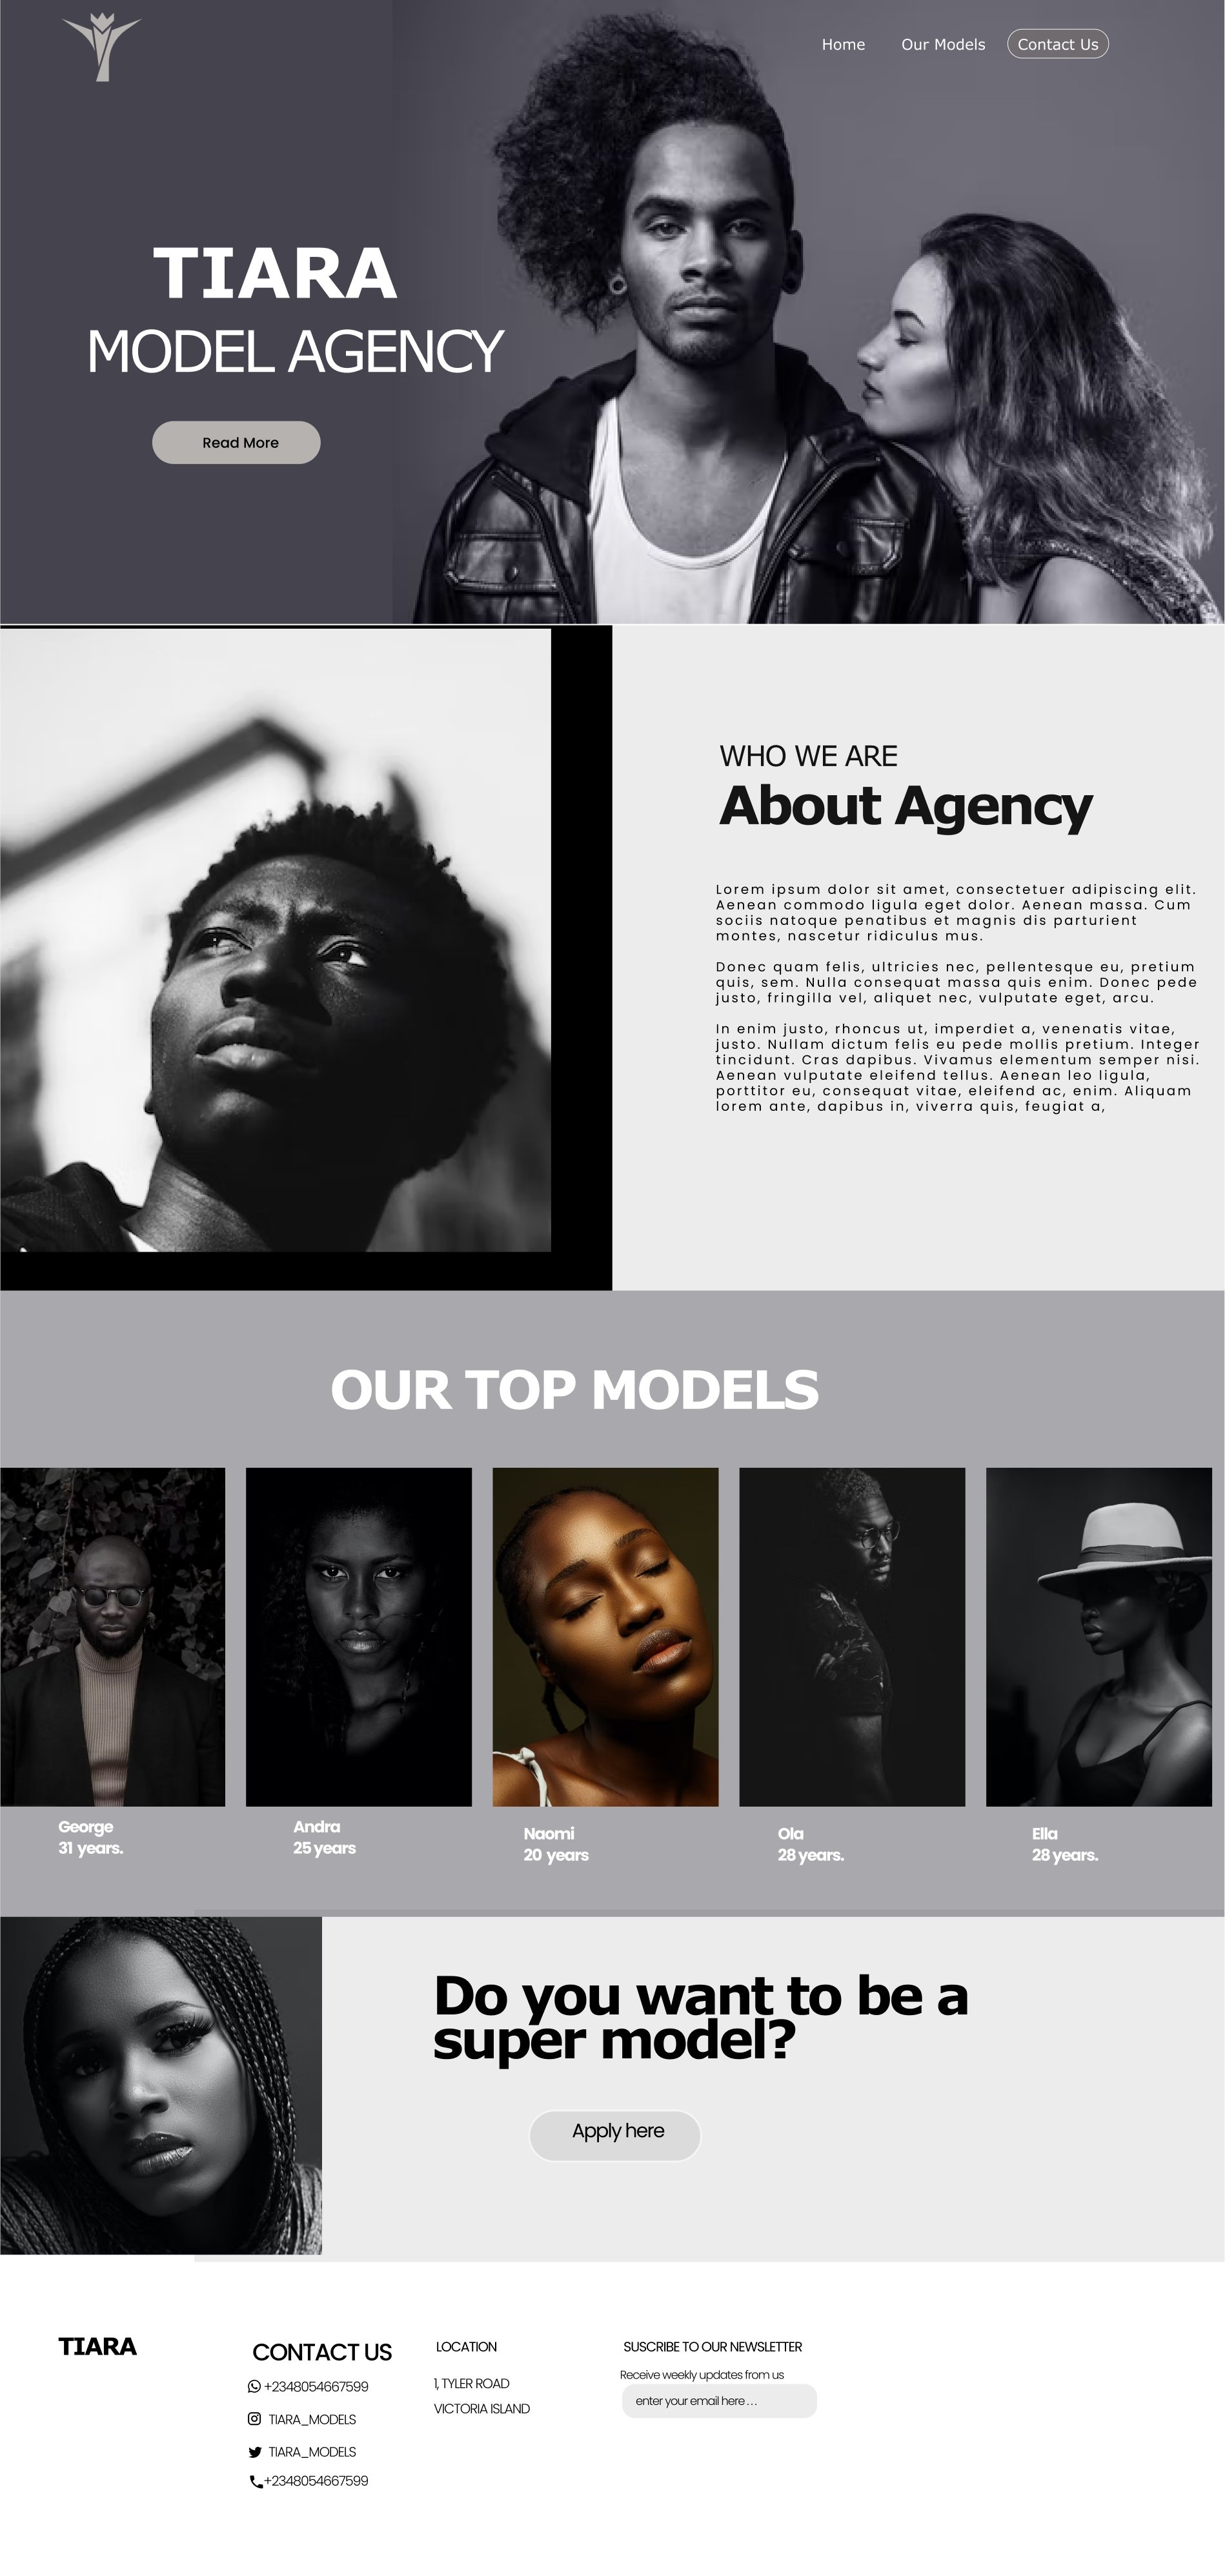 Home
Our Models
Contact Us
TIARA
MODEL AGENCY
Read More
WHO WE ARE
About Agency
Lorem ipsum dolor sit amet, consectetuer adipiscing elit.
Aenean commodo ligula eget dolor. Aenean massa. Cum
sociis natoque penatibus et magnis dis parturient
montes, nascetur ridiculus mus.
Donec quam felis, ultricies nec, pellentesque eu, pretium
quis, sem. Nulla consequat massa quis enim. Donec pede
justo, fringilla vel, aliquet nec, vulputate eget, arcu.
In enim justo, rhoncus ut, imperdiet a, venenatis vitae,
justo. Nullam dictum felis eu pede mollis pretium. Integer
tincidunt. Cras dapibus. Vivamus elementum semper nisi.
Aenean vulputate eleifend tellus. Aenean leo ligula,
porttitor eu, consequat vitae, eleifend ac, enim. Aliquam
lorem ante, dapibus in, viverra quis, feugiat a,
OUR TOP MODELS
George
31 years.
Andra
25 years
Naomi
20 years
Ola
28 years.
Ella
28 years.
Do you want to be a
super model?
Apply here
TIARA
CONTACT US
+2348054667599
TIARA_MODELS
TIARA_MODELS
+2348054667599
LOCATION
1, TYLER ROAD
VICTORIA ISLAND
SUSCRIBE TO OUR NEWSLETTER
Receive weekly updates from us
enter your email here . . .